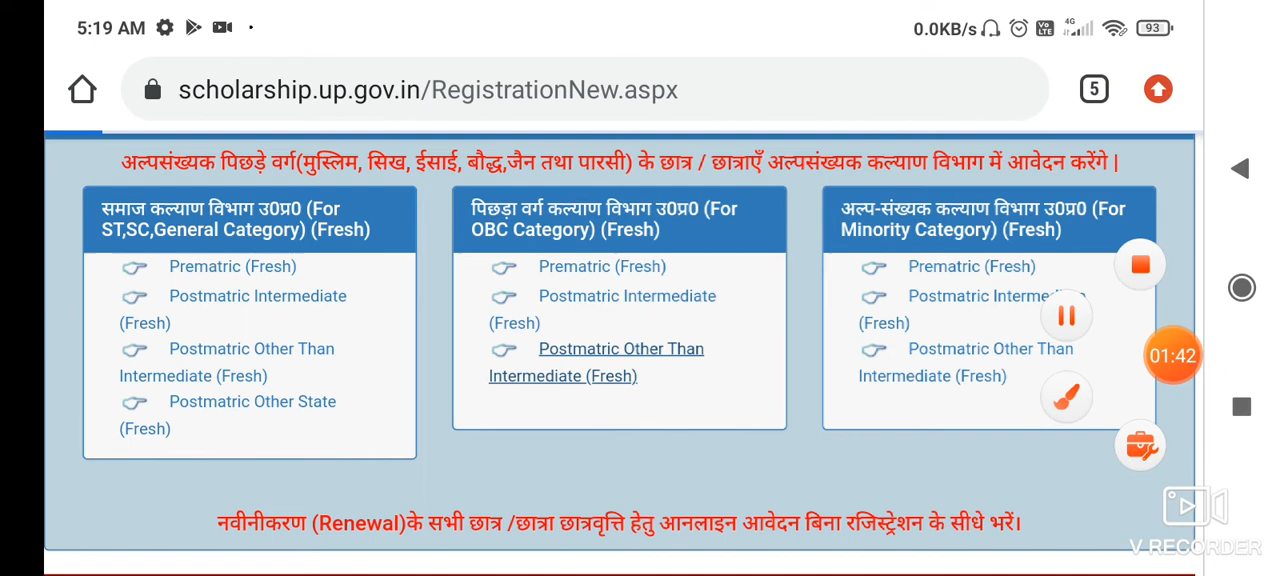 5:19 AM
0.0KB/s
Vo
LTE
4G
93
scholarship.up.gov.in/RegistrationNew.aspx
5
अल्पसंख्यक पिछड़े वर्ग(मुस्लिम, सिख, ईसाई, बौद्ध,जैन तथा पारसी) के छात्र / छात्राएँ अल्पसंख्यक कल्याण विभाग में आवेदन करेंगे |
समाज कल्याण विभाग उ0प्र0 (For
ST,SC,General Category) (Fresh)
Prematric (Fresh)
Postmatric Intermediate
(Fresh)
Postmatric Other Than
Intermediate (Fresh)
Postmatric Other State
(Fresh)
पिछड़ा वर्ग कल्याण विभाग उ0प्र0 (For
OBC Category) (Fresh)
Prematric (Fresh)
Postmatric Intermediate
(Fresh)
Postmatric Other Than
Intermediate (Fresh)
अल्प-संख्यक कल्याण विभाग उ0प्र0 (For
Minority Category) (Fresh)
Prematric (Fresh)
Postmatric Intermediate
(Fresh)
Postmatric Other Than
Intermediate (Fresh)
01:42
नवीनीकरण (Renewal)के सभी छात्र /छात्रा छात्रवृत्ति हेतु आनलाइन आवेदन बिना रजिस्ट्रेशन के सीधे भरें।
V RECORDER